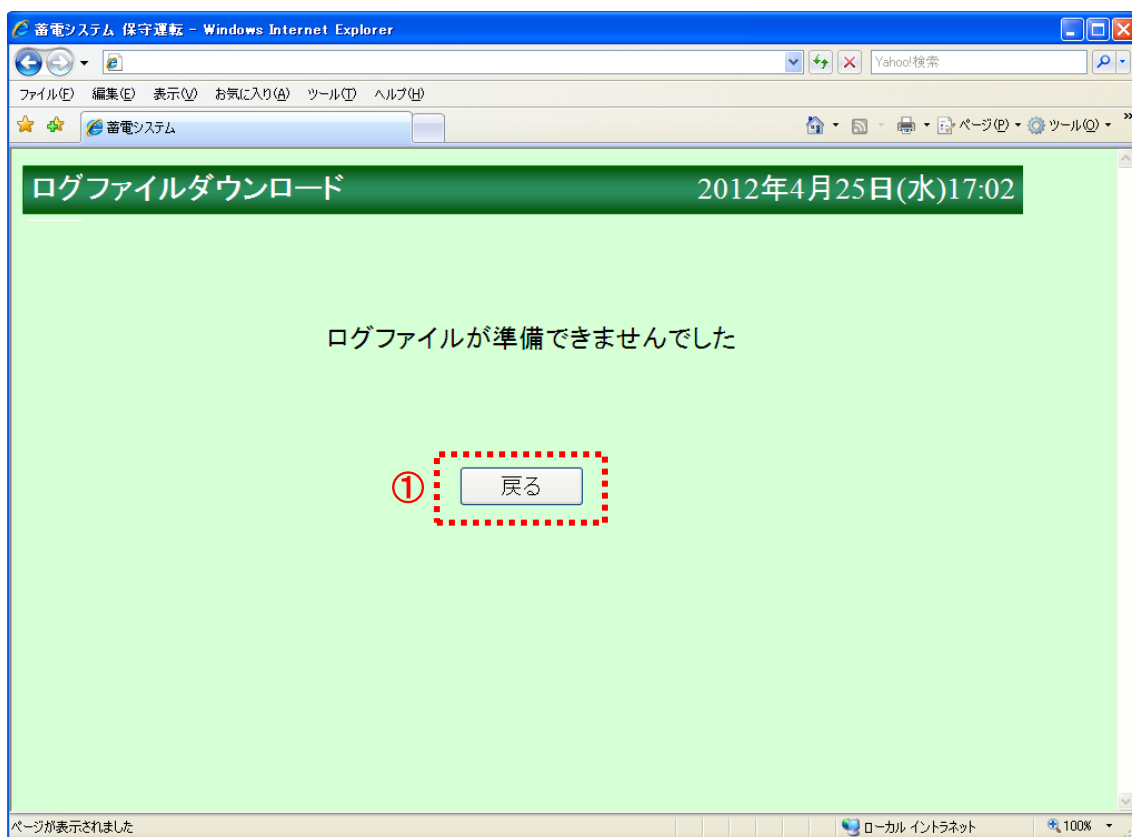 蓄電システム 保守運転 - Windows Internet Explorer
Yahoo!検索
ファイル(F) 編集(E) 表示(V) お気に入り(A) ツール(T) ヘルプ(H)
蓄電システム
ページ(P) ツール(O) »
ログファイルダウンロード 2012年4月25日(水)17:02
ログファイルが準備できませんでした
① 戻る
ページが表示されました ローカル イントラネット 100%